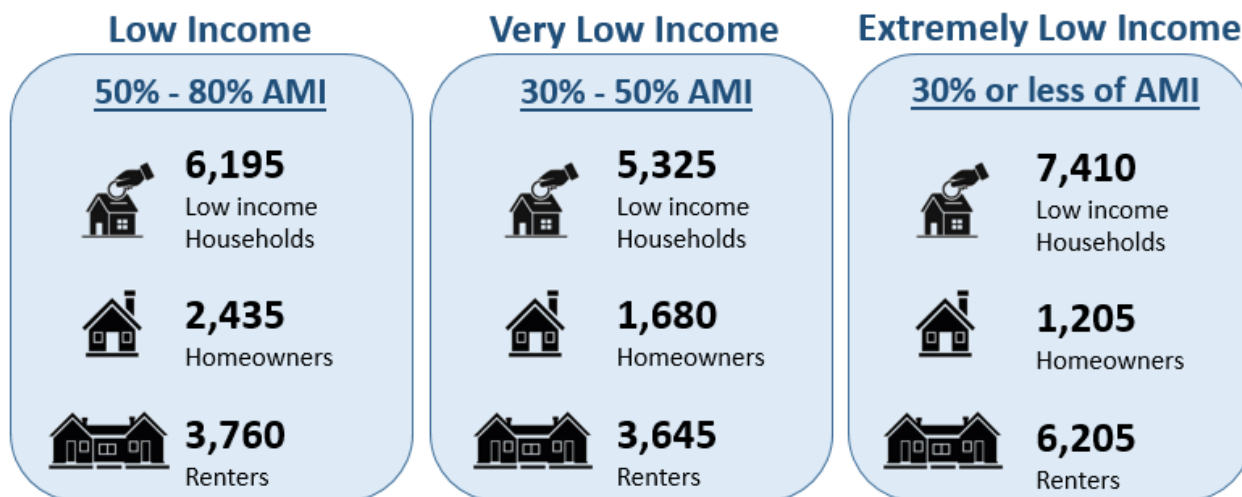 Low Income
50% - 80% AMI
6,195
Low income
Households
2,435
Homeowners
3,760
Renters
Very Low Income
30% - 50% AMI
5,325
Low income
Households
1,680
Homeowners
3,645
Renters
Extremely Low Income
30% or less of AMI
7,410
Low income
Households
1,205
Homeowners
6,205
Renters